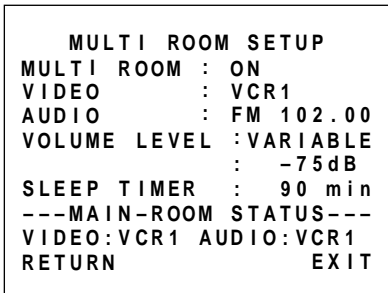 MULTI ROOM SETUP
MULTI ROOM : ON
VIDEO : VCR1
AUDIO : FM 102.00
VOLUME LEVEL :VARIABLE
: –75dB
SLEEP TIMER : 90 min
---MAIN–ROOM STATUS---
VIDEO:VCR1 AUDIO:VCR1
RETURN EXIT